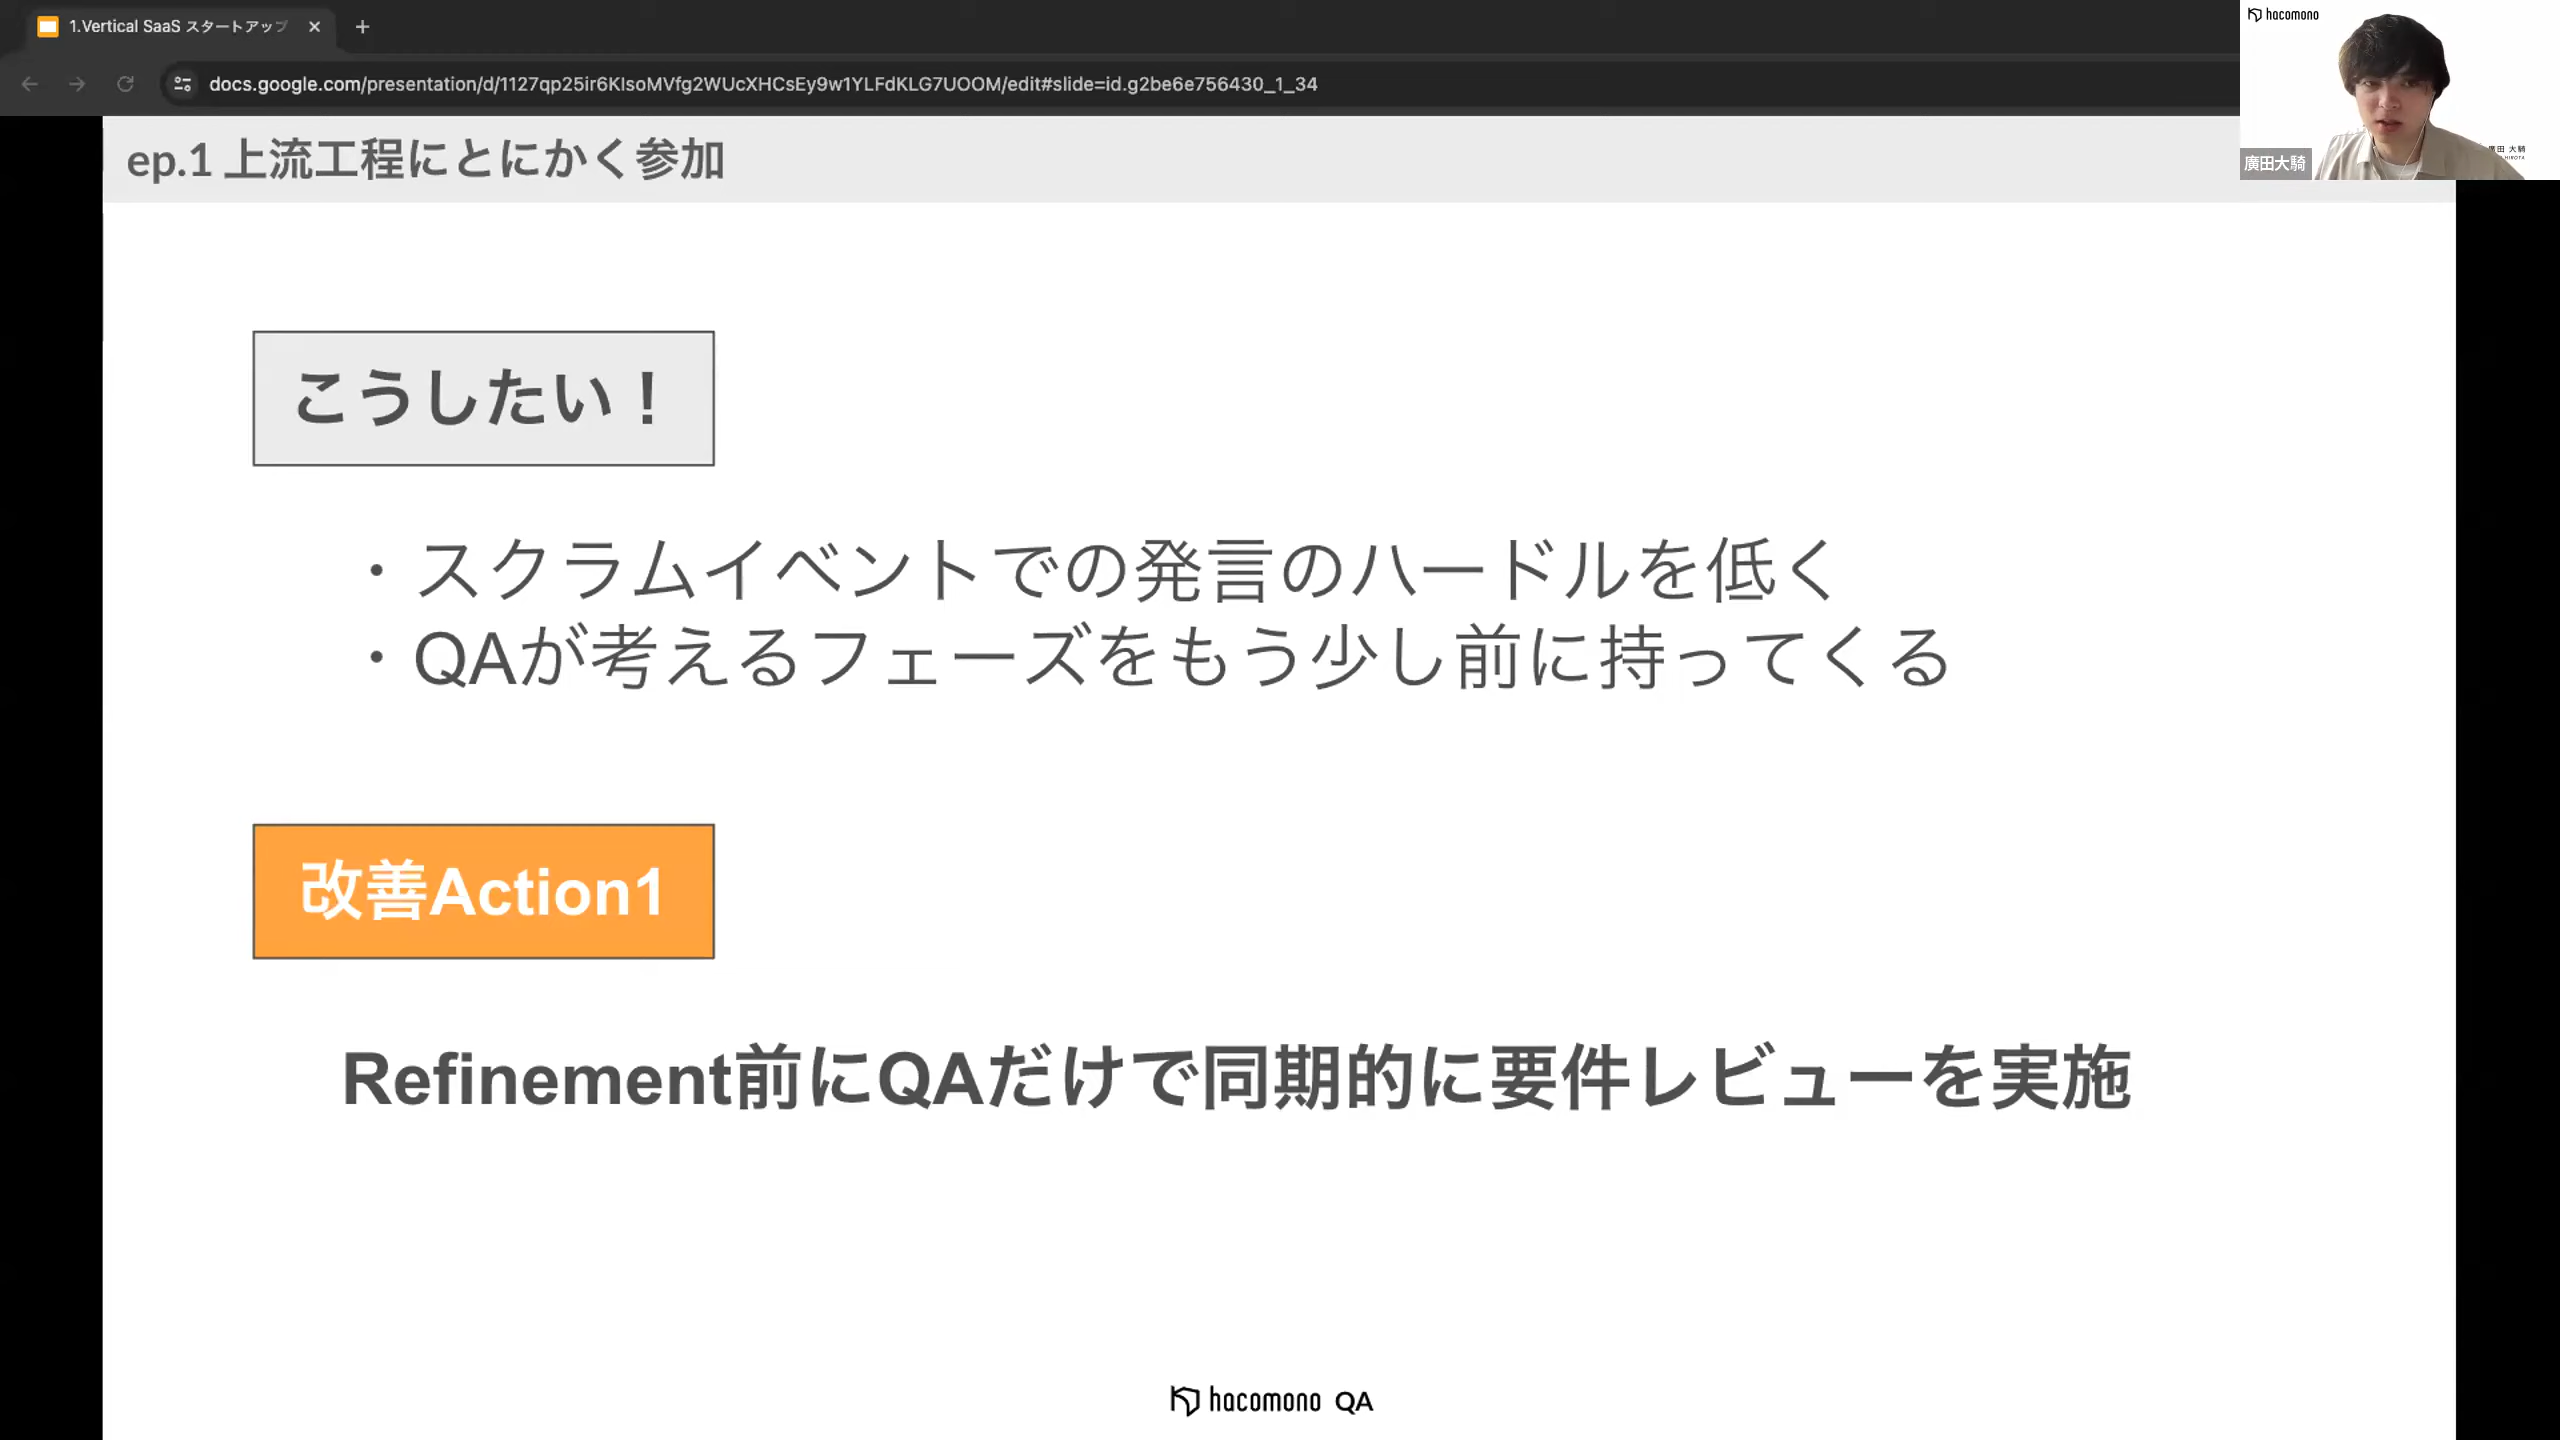 1.Vertical SaaS スタートアップ
docs.google.com/presentation/d/1127qp25ir6KIsoMVfg2WUcXHCsEy9w1YLFdKLG7UOOM/edit#slide=id.g2be6e756430_1_34
hacomono
廣田 大騎
廣田大騎
ep.1 上流工程にとにかく参加
こうしたい！
・スクラムイベントでの発言のハードルを低く
・QAが考えるフェーズをもう少し前に持ってくる
改善Action1
Refinement前にQAだけで同期的に要件レビューを実施
hacomono QA